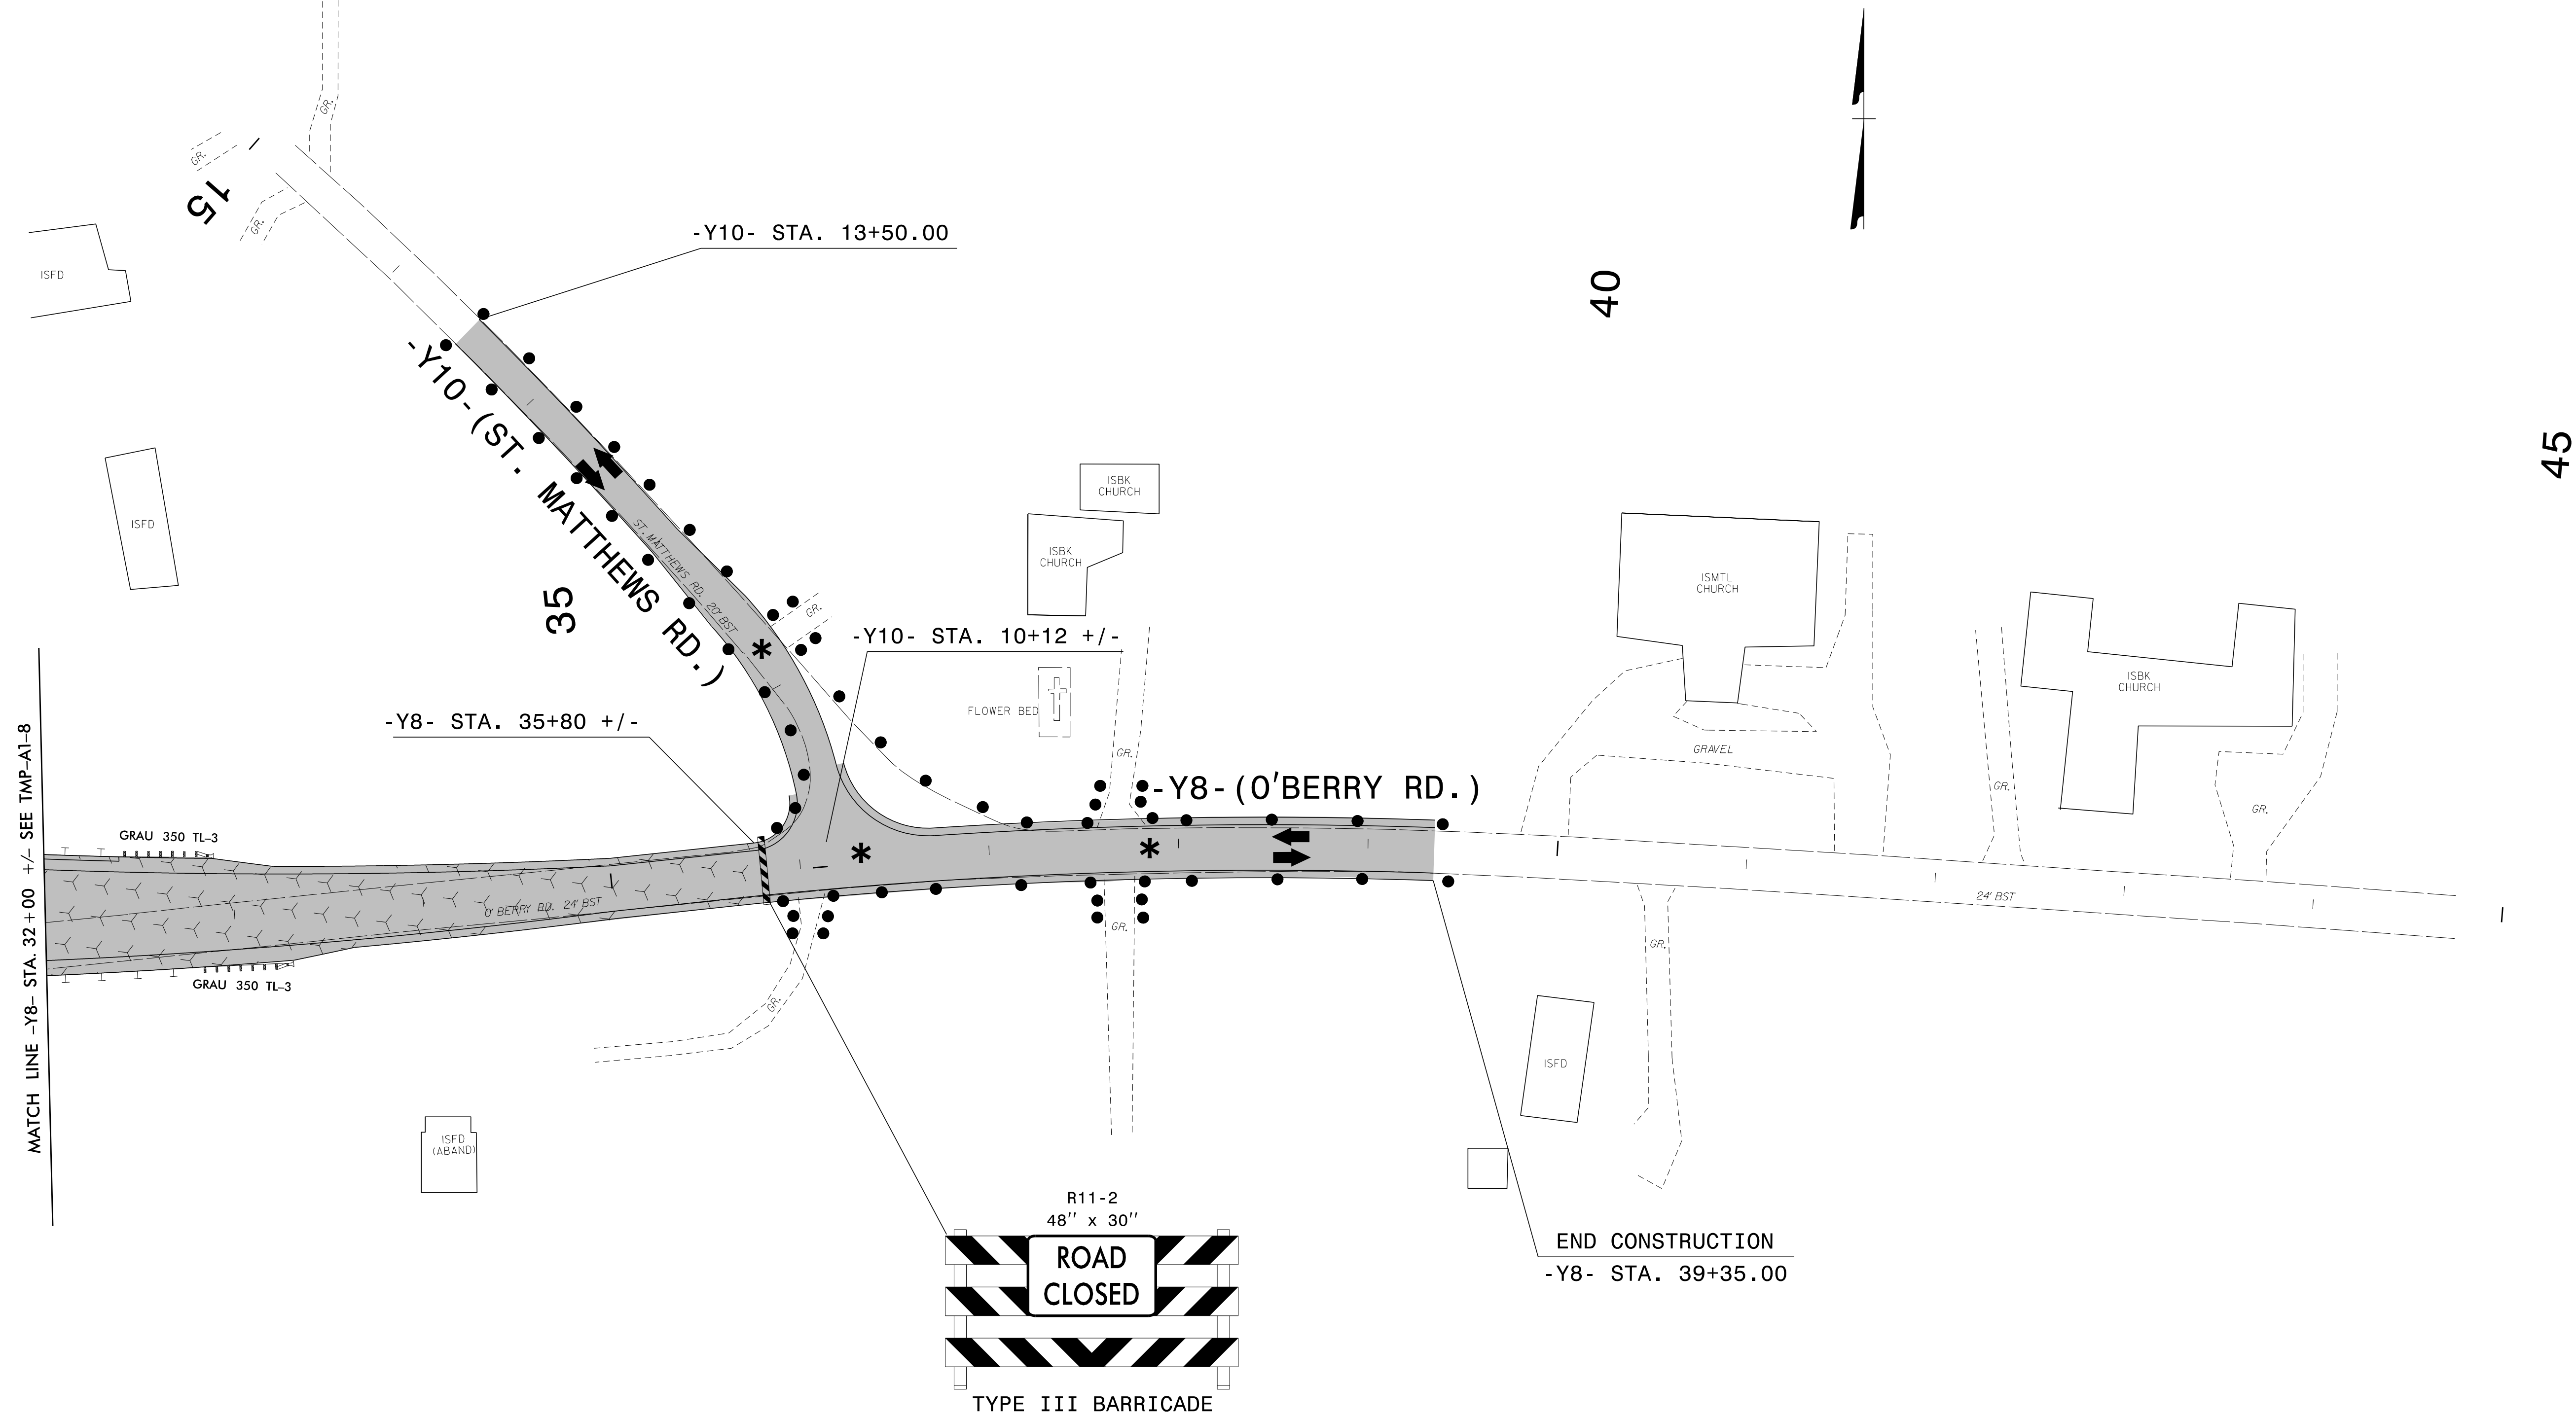 GR.
GR.
15
GR.
-Y10- STA. 13+50.00
ISFD
40
-Y10-(ST. MATTHEWS RD.)
45
ISBK
CHURCH
ISFD
ST. MATTHEWS RD. 20' BST
ISBK
CHURCH
ISMTL
CHURCH
35
GR.
-Y10- STA. 10+12 +/-
ISBK
CHURCH
-Y8- STA. 35+80 +/-
FLOWER BED
GR.
GRAVEL
-Y8-(O'BERRY RD.)
GR.
GR.
MATCH LINE -Y8- STA. 32+00 +/- SEE TMP-A1-8
GRAU 350 TL-3
O'BERRY RD. 24' BST
24' BST
GR.
GR.
GRAU 350 TL-3
GR.
ISFD
ISFD
(ABAND)
R11-2
48" x 30"
ROAD
CLOSED
TYPE III BARRICADE
END CONSTRUCTION
-Y8- STA. 39+35.00